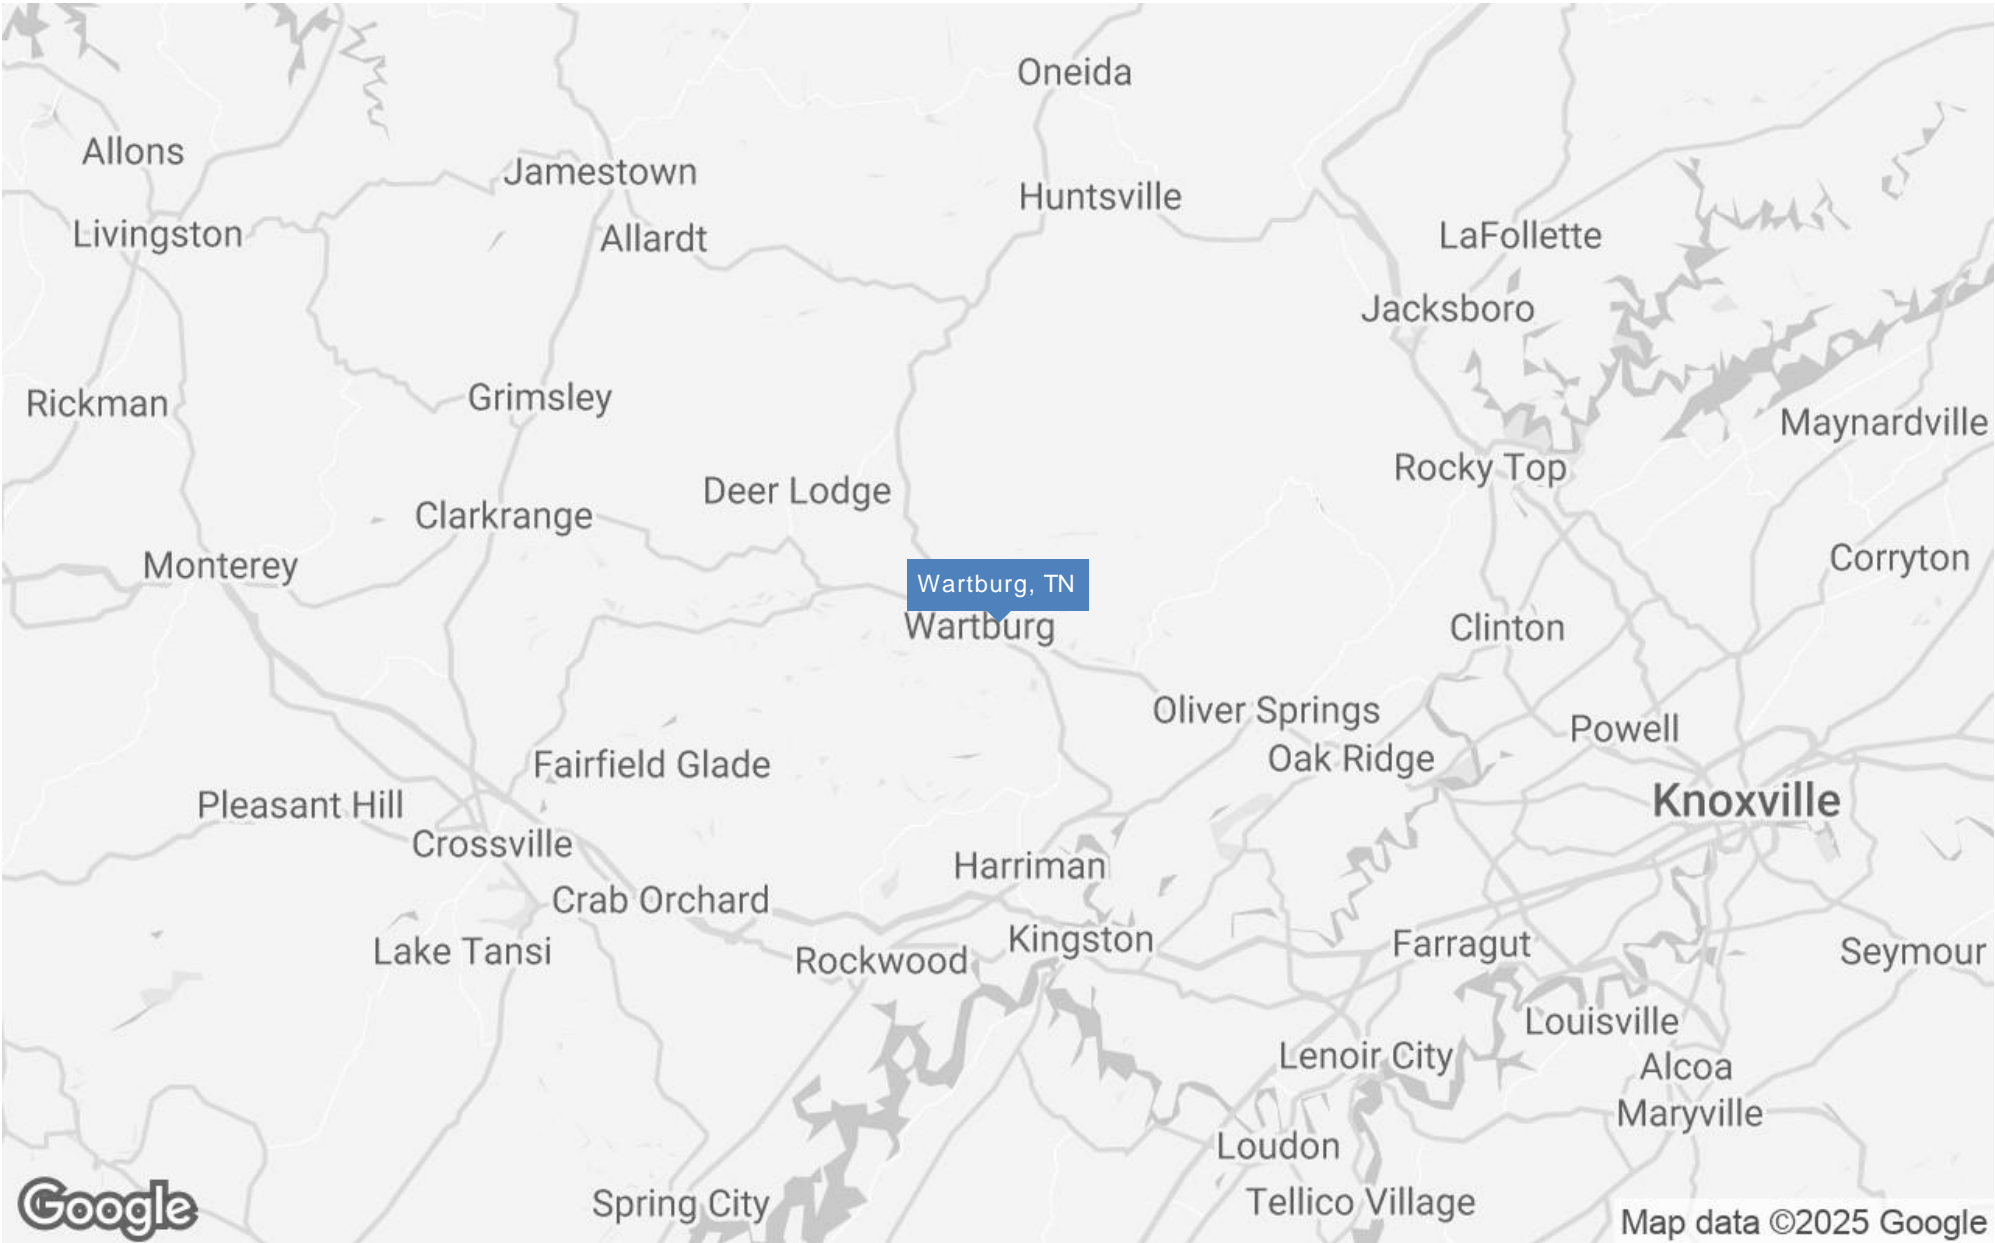 Oneida
Allons
Jamestown
Huntsville
Livingston
Allardt
LaFollette
Jacksboro
Rickman
Grimsley
Maynardville
Rocky Top
Deer Lodge
Clarkrange
Monterey
Corryton
Wartburg, TN
Wartburg
Clinton
Oliver Springs
Powell
Oak Ridge
Fairfield Glade
Knoxville
Pleasant Hill
Crossville
Harriman
Crab Orchard
Kingston
Farragut
Lake Tansi
Rockwood
Seymour
Louisville
Lenoir City
Alcoa
Maryville
Loudon
Spring City
Tellico Village
Google
Map data ©2025 Google